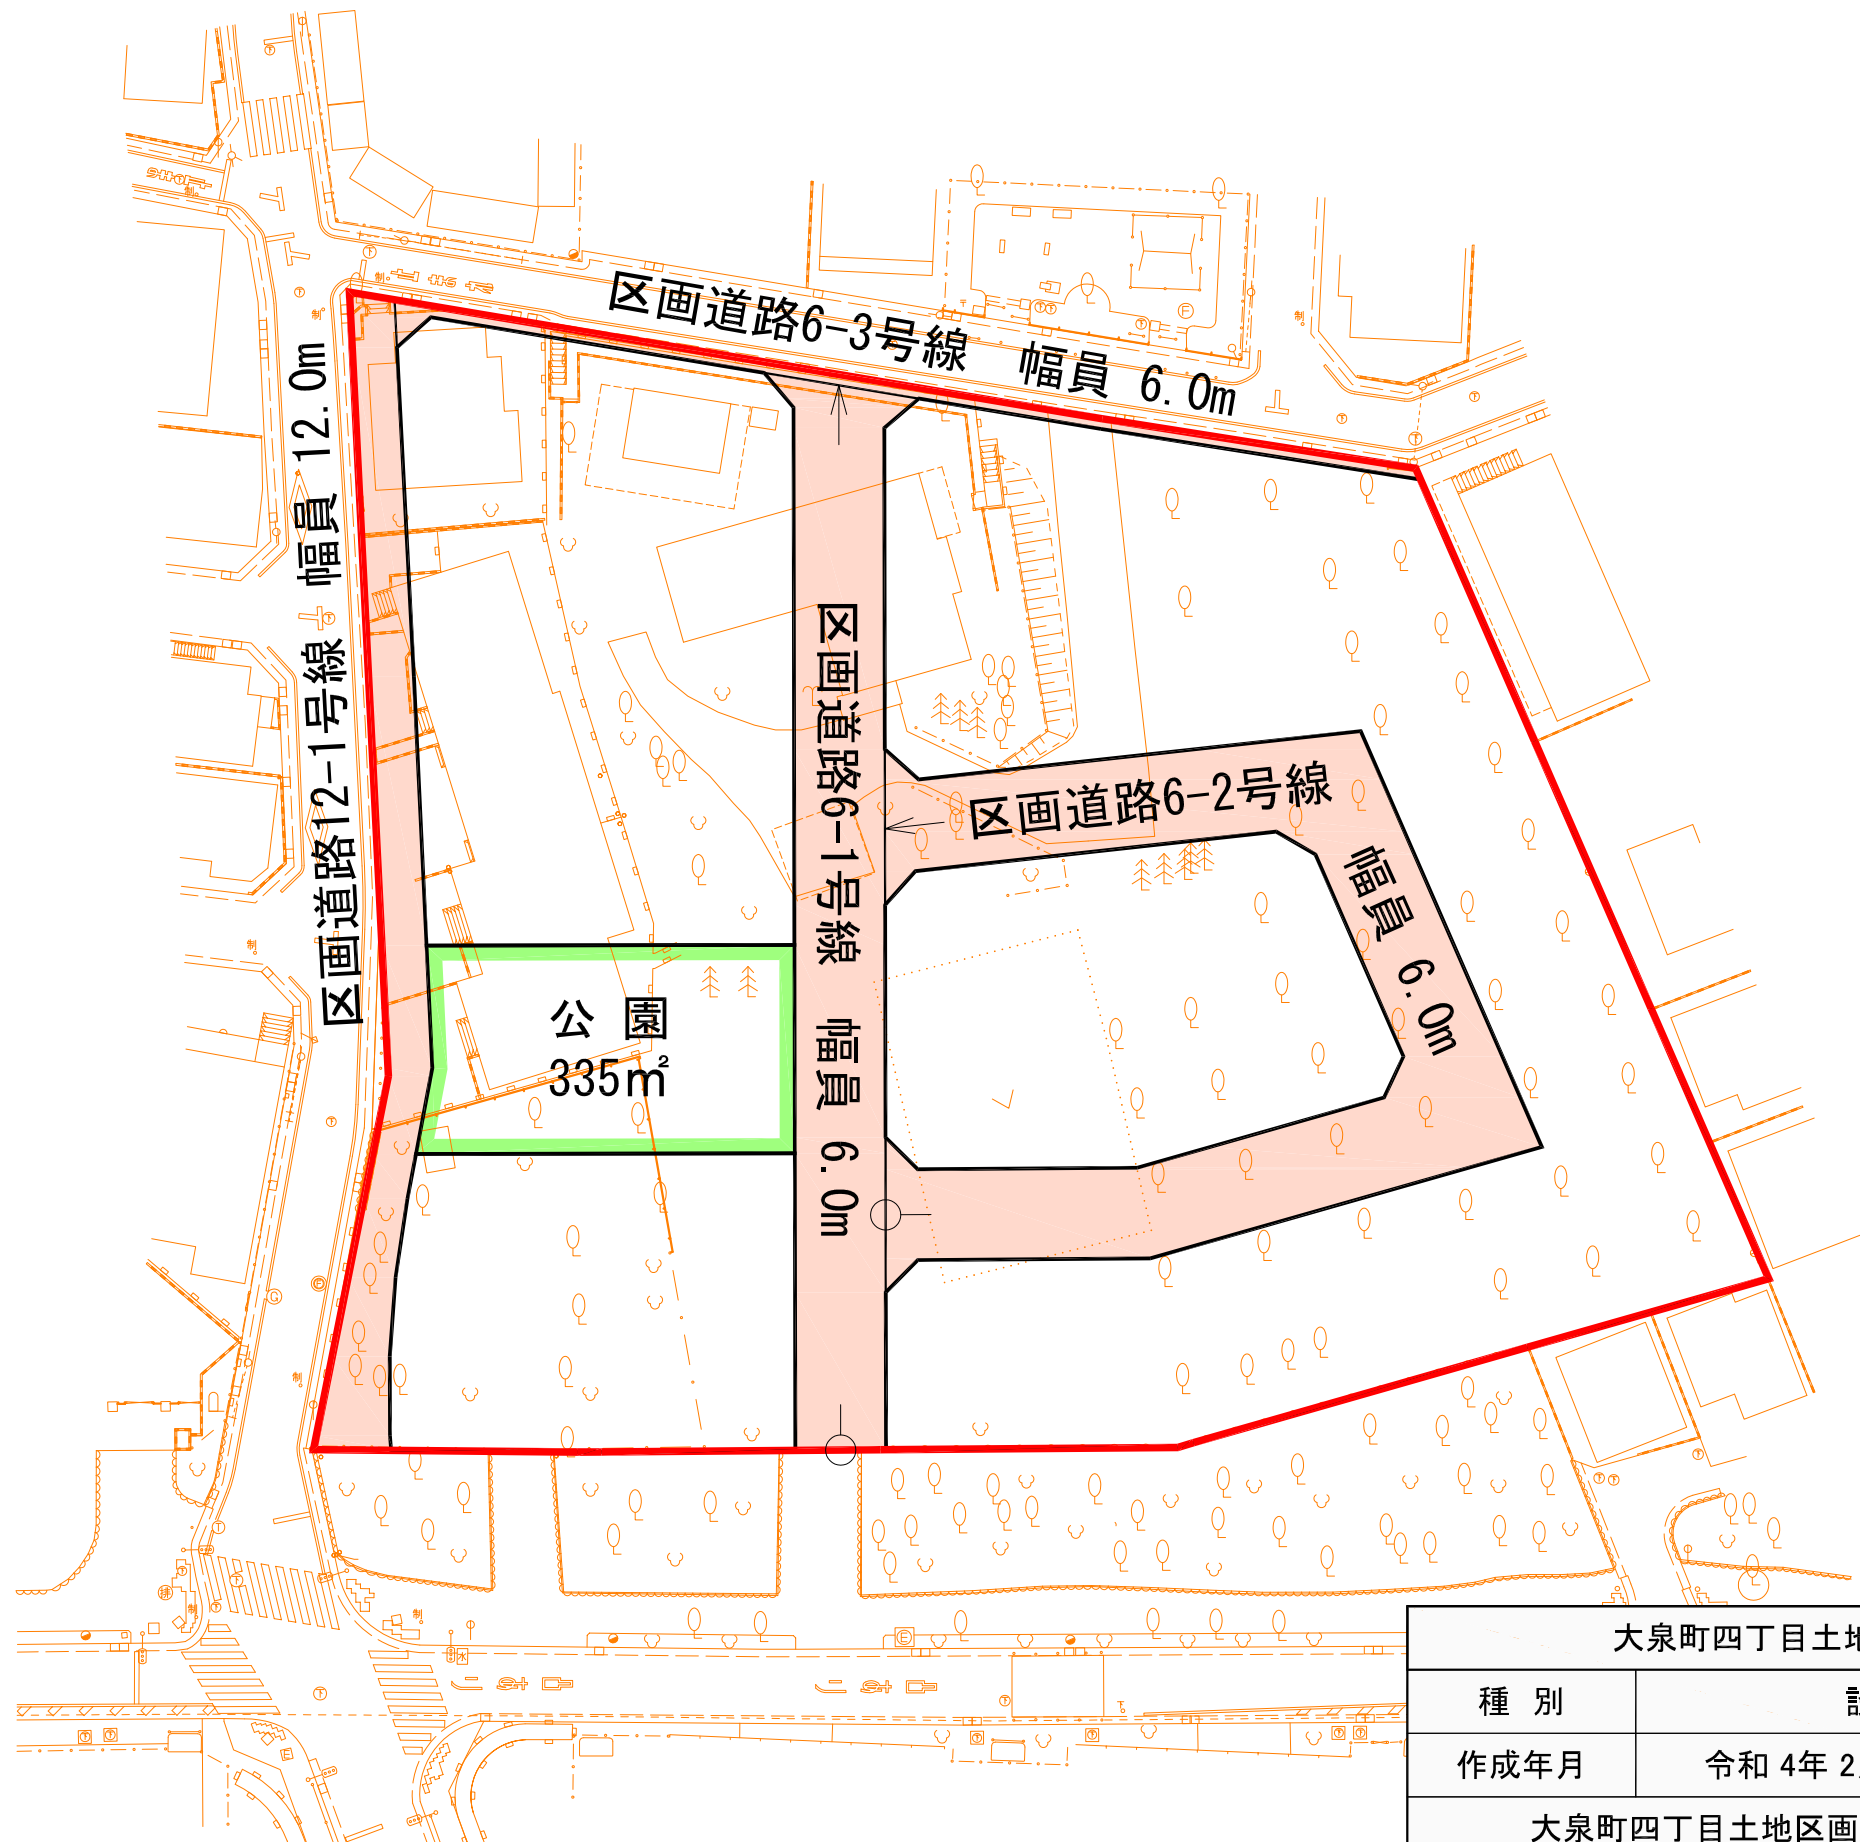 区画道路6-3号線　幅員 6.0m
区画道路12-1号線　幅員 12.0m
区画道路6-1号線　幅員 6.0m
区画道路6-2号線　幅員 6.0m
公 園
335㎡
大泉町四丁目土地
種 別
作成年月 令和 4年 2
大泉町四丁目土地区画